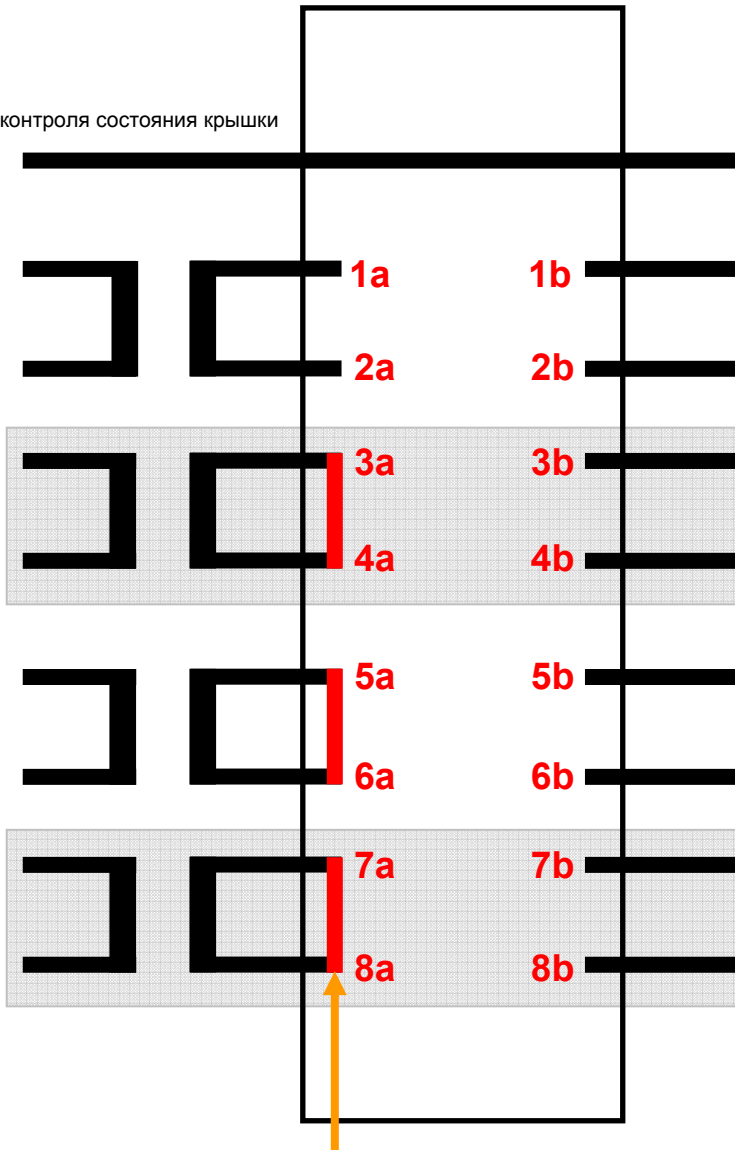 контроля состояния крышки
1a 1b
2a 2b
3a 3b
4a 4b
5a 5b
6a 6b
7a 7b
8a 8b